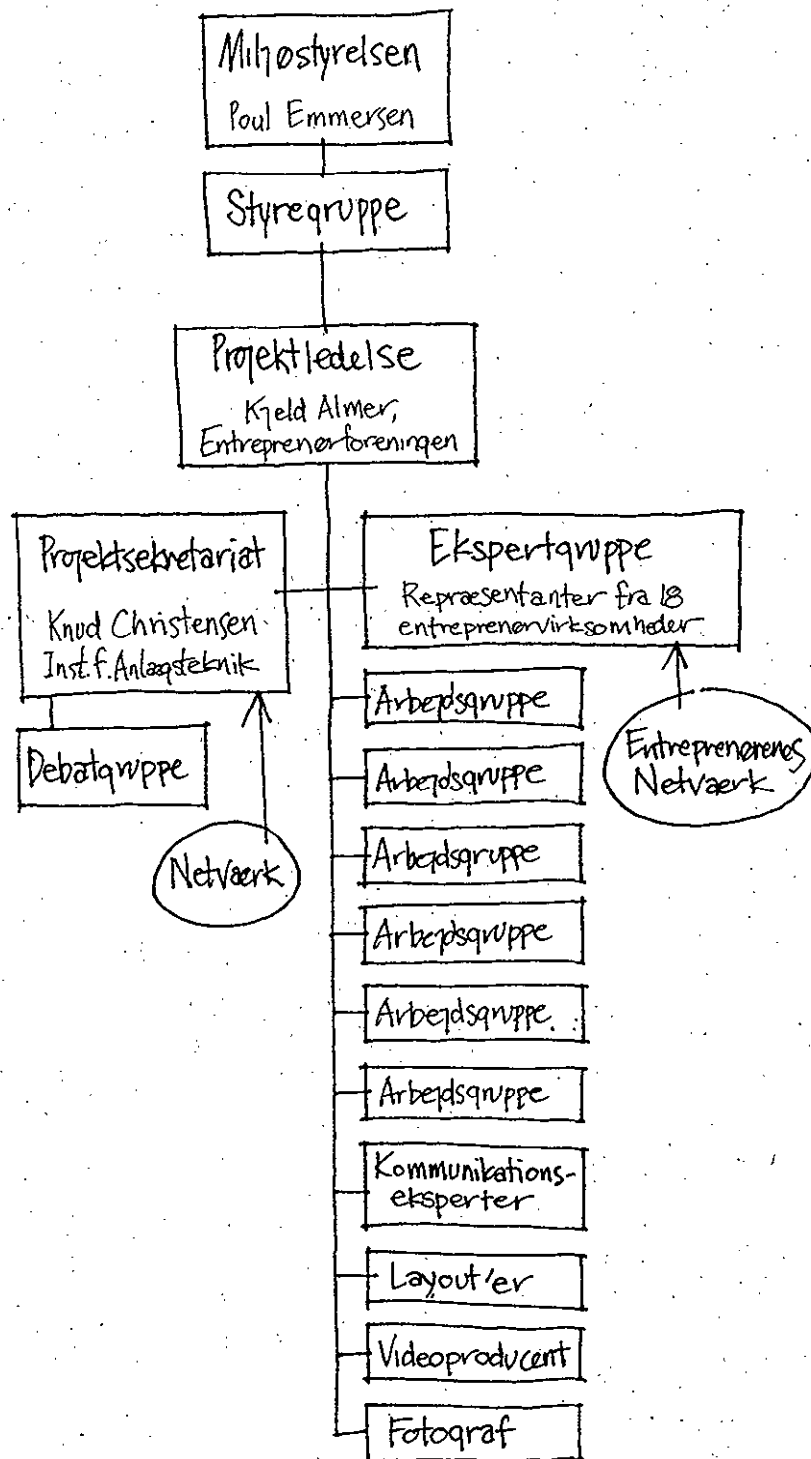 Miljøstyrelsen
Poul Emmersen
Styregruppe
Projektledelse
Kjeld Almer,
Entreprenørforeningen
Projektsekretariat
Knud Christensen
Inst.f.Anlægsteknik
Debatgruppe
Netværk
Ekspertgruppe
Repræsentanter fra 18
entreprenørvirksomheder
Entreprenørenes
Netværk
Arbejdsgruppe
Arbejdsgruppe
Arbejdsgruppe
Arbejdsgruppe
Arbejdsgruppe.
Arbejdsgruppe
Kommunikations-
eksperter
Layout'er
Videoproducent
Fotograf